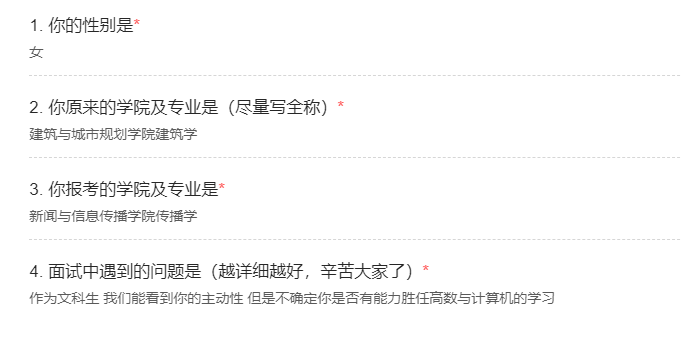 1. 你的性别是*
女
2. 你原来的学院及专业是（尽量写全称）*
建筑与城市规划学院建筑学
3. 你报考的学院及专业是*
新闻与信息传播学院传播学
4. 面试中遇到的问题是（越详细越好，辛苦大家了）*
作为文科生 我们能看到你的主动性 但是不确定你是否有能力胜任高数与计算机的学习